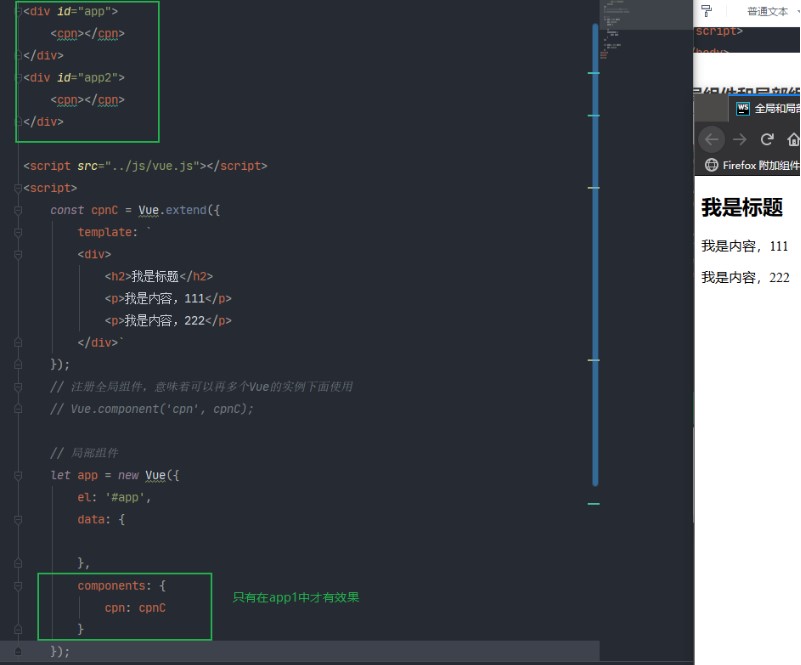 <div id="app">
<cpn></cpn>
</div>
<div id="app2">
<cpn></cpn>
</div>
<script src="../js/vue.js"></script>
<script>
const cpnC = Vue.extend({
template: `
<div>
<h2>我是标题</h2>
<p>我是内容，111</p>
<p>我是内容，222</p>
</div>`
});
// 注册全局组件，意味着可以再多个Vue的实例下面使用
// Vue.component('cpn', cpnC);
// 局部组件
let app = new Vue({
el: '#app',
data: {
},
components: {
cpn: cpnC
}
});
只有在app1中才有效果
普通文本
script>
组件和局部组
WS 全局和局部
Firefox 附加组件
我是标题
我是内容，111
我是内容，222